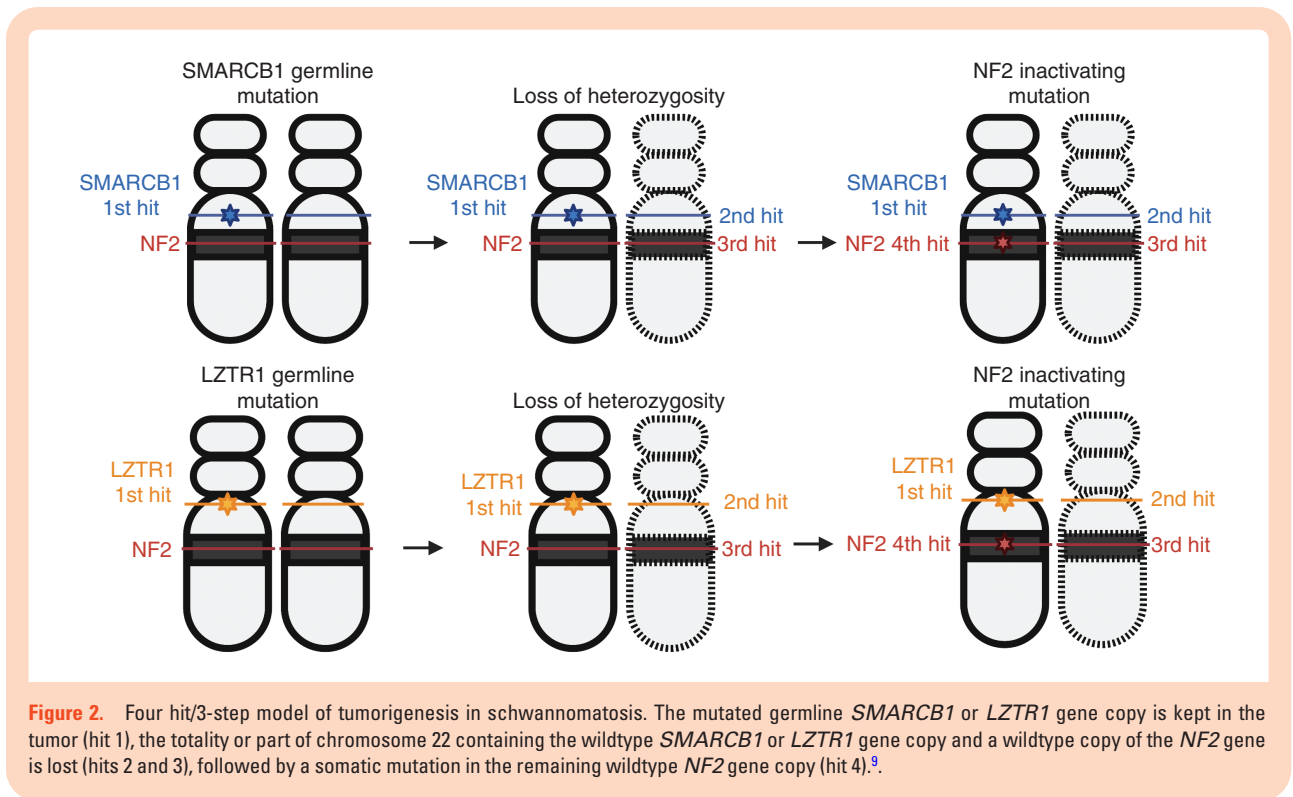 SMARCB1 germline
mutation
Loss of heterozygosity
NF2 inactivating
mutation
SMARCB1
1st hit
NF2
SMARCB1
1st hit
2nd hit
NF2
3rd hit
SMARCB1
1st hit
2nd hit
NF2 4th hit
3rd hit
LZTR1 germline
mutation
Loss of heterozygosity
NF2 inactivating
mutation
LZTR1
1st hit
NF2
LZTR1
1st hit
2nd hit
NF2
3rd hit
LZTR1
1st hit
2nd hit
NF2 4th hit
3rd hit
Figure 2. Four hit/3-step model of tumorigenesis in schwannomatosis. The mutated germline SMARCB1 or LZTR1 gene copy is kept in the
tumor (hit 1), the totality or part of chromosome 22 containing the wildtype SMARCB1 or LZTR1 gene copy and a wildtype copy of the NF2 gene
is lost (hits 2 and 3), followed by a somatic mutation in the remaining wildtype NF2 gene copy (hit 4).9.